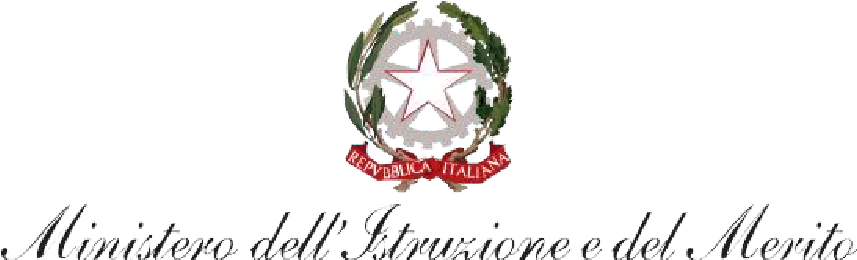 REPVBBLICA ITALIANA
Ministero dell'Istruzione e del Merito